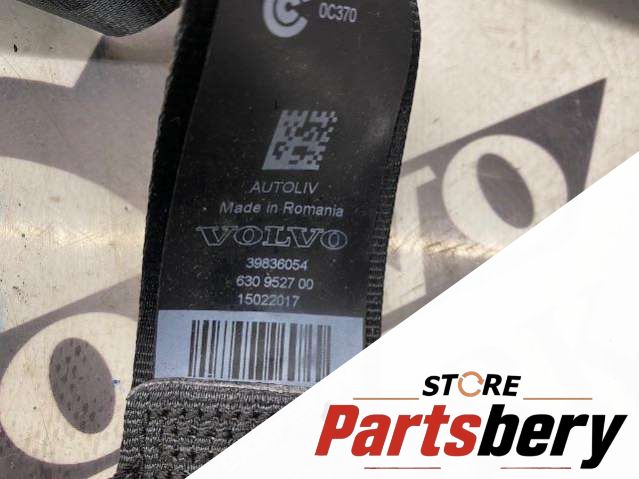 0C370
AUTOLIV
Made in Romania
VOLVO
39836054
630 9527 00
15022017
STORE
Partsbery